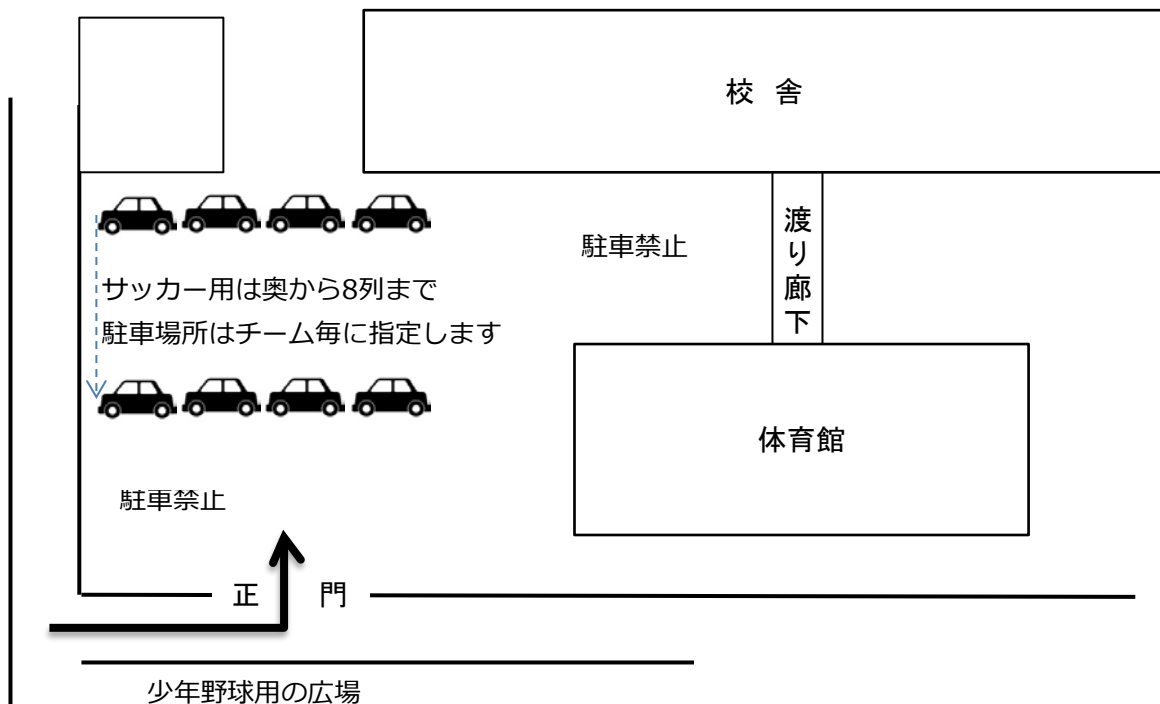 校 舎
渡り廊下
駐車禁止
サッカー用は奥から8列まで
駐車場所はチーム毎に指定します
体育館
駐車禁止
正 門
少年野球用の広場